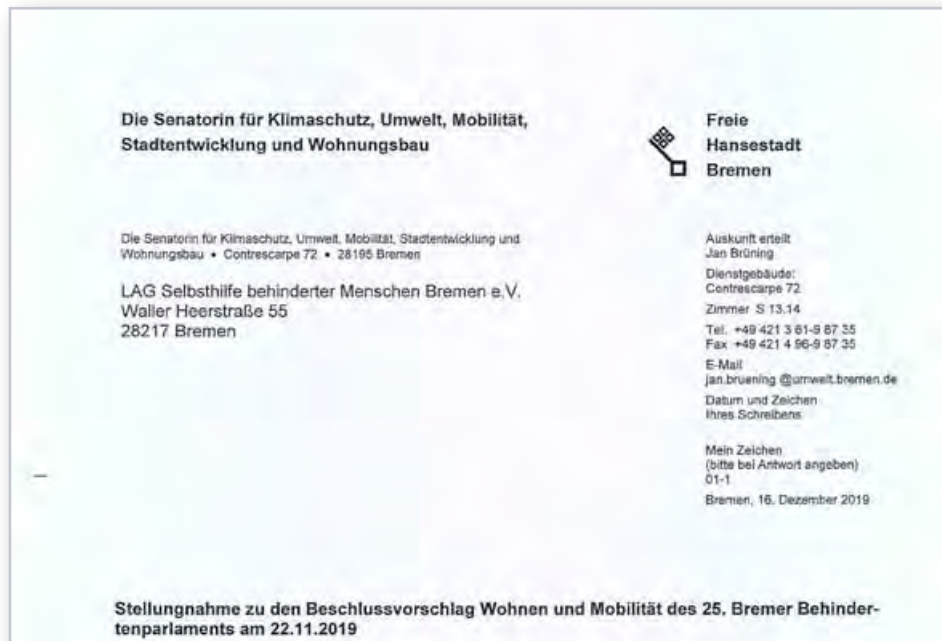 Die Senatorin für Klimaschutz, Umwelt, Mobilität,
Stadtentwicklung und Wohnungsbau
Freie
Hansestadt
Bremen
Die Senatorin für Klimaschutz, Umwelt, Mobilität, Stadtentwicklung und
Wohnungsbau • Contrescarpe 72 • 28195 Bremen
LAG Selbsthilfe behinderter Menschen Bremen e.V.
Waller Heerstraße 55
28217 Bremen
Auskunft erteilt
Jan Brüning
Dienstgebäude:
Contrescarpe 72
Zimmer S 13.14
Tel. +49 421 3 61-9 87 35
Fax +49 421 4 96-9 87 35
E-Mail
jan.bruening @umwelt.bremen.de
Datum und Zeichen
Ihres Schreibens
Mein Zeichen
(bitte bei Antwort angeben)
01-1
Bremen, 16. Dezember 2019
Stellungnahme zu den Beschlussvorschlag Wohnen und Mobilität des 25. Bremer Behinder-
tenparlaments am 22.11.2019